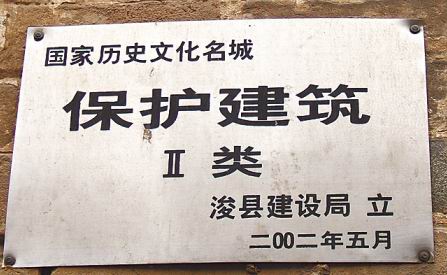 国家历史文化名城
保护建筑
Ⅱ 类
浚县建设局 立
二00二年五月